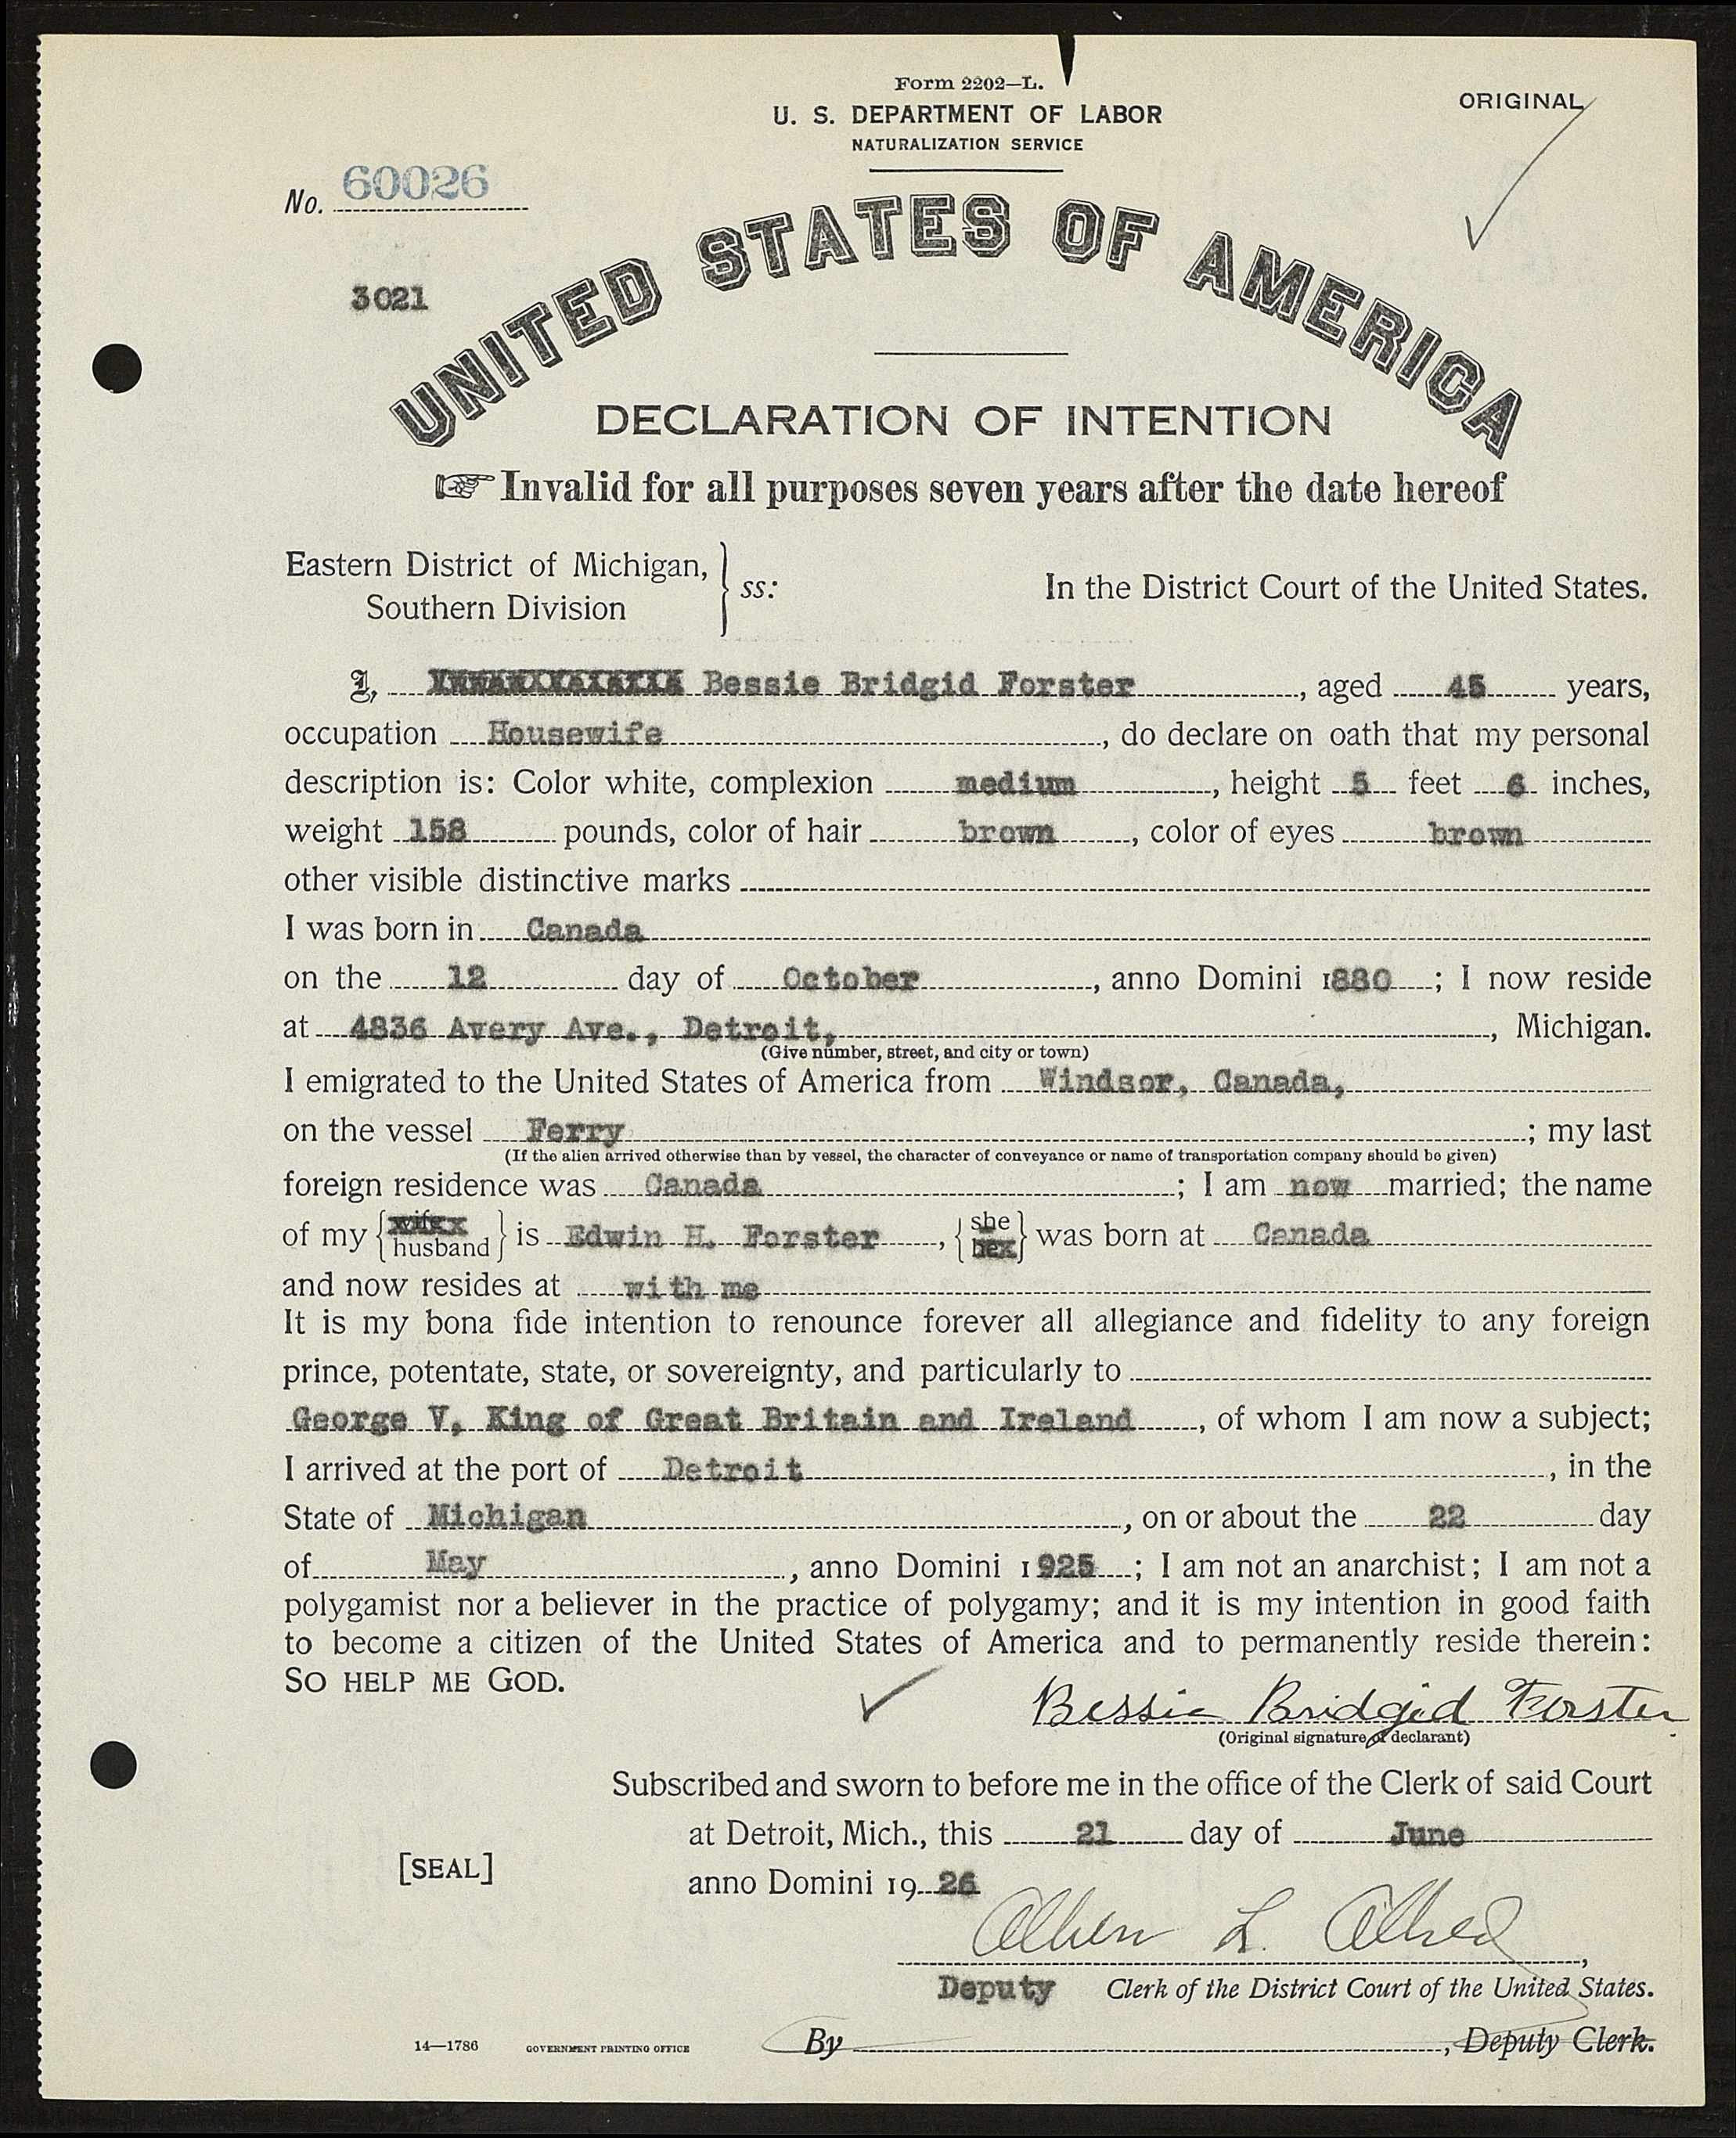 Form 2202—L.
U. S. DEPARTMENT OF LABOR
NATURALIZATION SERVICE
ORIGINAL
No. 60026
3021
UNITED STATES OF AMERICA
DECLARATION OF INTENTION
☞ Invalid for all purposes seven years after the date hereof
Eastern District of Michigan,
Southern Division
ss:
In the District Court of the United States.
I, Bessie Bridgid Forster, aged 45 years,
occupation Housewife, do declare on oath that my personal
description is: Color white, complexion medium, height 5 feet 6 inches,
weight 158 pounds, color of hair brown, color of eyes brown
other visible distinctive marks
I was born in Canada
on the 12 day of October, anno Domini 1880; I now reside
at 4836 Avery Ave., Detroit, , Michigan.
(Give number, street, and city or town)
I emigrated to the United States of America from Windsor, Canada,
on the vessel Ferry; my last
(If the alien arrived otherwise than by vessel, the character of conveyance or name of transportation company should be given)
foreign residence was Canada; I am now married; the name
of my {wife husband} is Edwin H. Forster, {she he} was born at Canada
and now resides at with me
It is my bona fide intention to renounce forever all allegiance and fidelity to any foreign
prince, potentate, state, or sovereignty, and particularly to
George V, King of Great Britain and Ireland, of whom I am now a subject;
I arrived at the port of Detroit, in the
State of Michigan, on or about the 22 day
of May, anno Domini 1925; I am not an anarchist; I am not a
polygamist nor a believer in the practice of polygamy; and it is my intention in good faith
to become a citizen of the United States of America and to permanently reside therein:
SO HELP ME GOD.
Bessie Bridgid Forster
(Original signature of declarant)
Subscribed and sworn to before me in the office of the Clerk of said Court
at Detroit, Mich., this 21 day of June
anno Domini 1926
[SEAL]
L.
Deputy Clerk of the District Court of the United States.
By , Deputy Clerk.
14—1786 GOVERNMENT PRINTING OFFICE